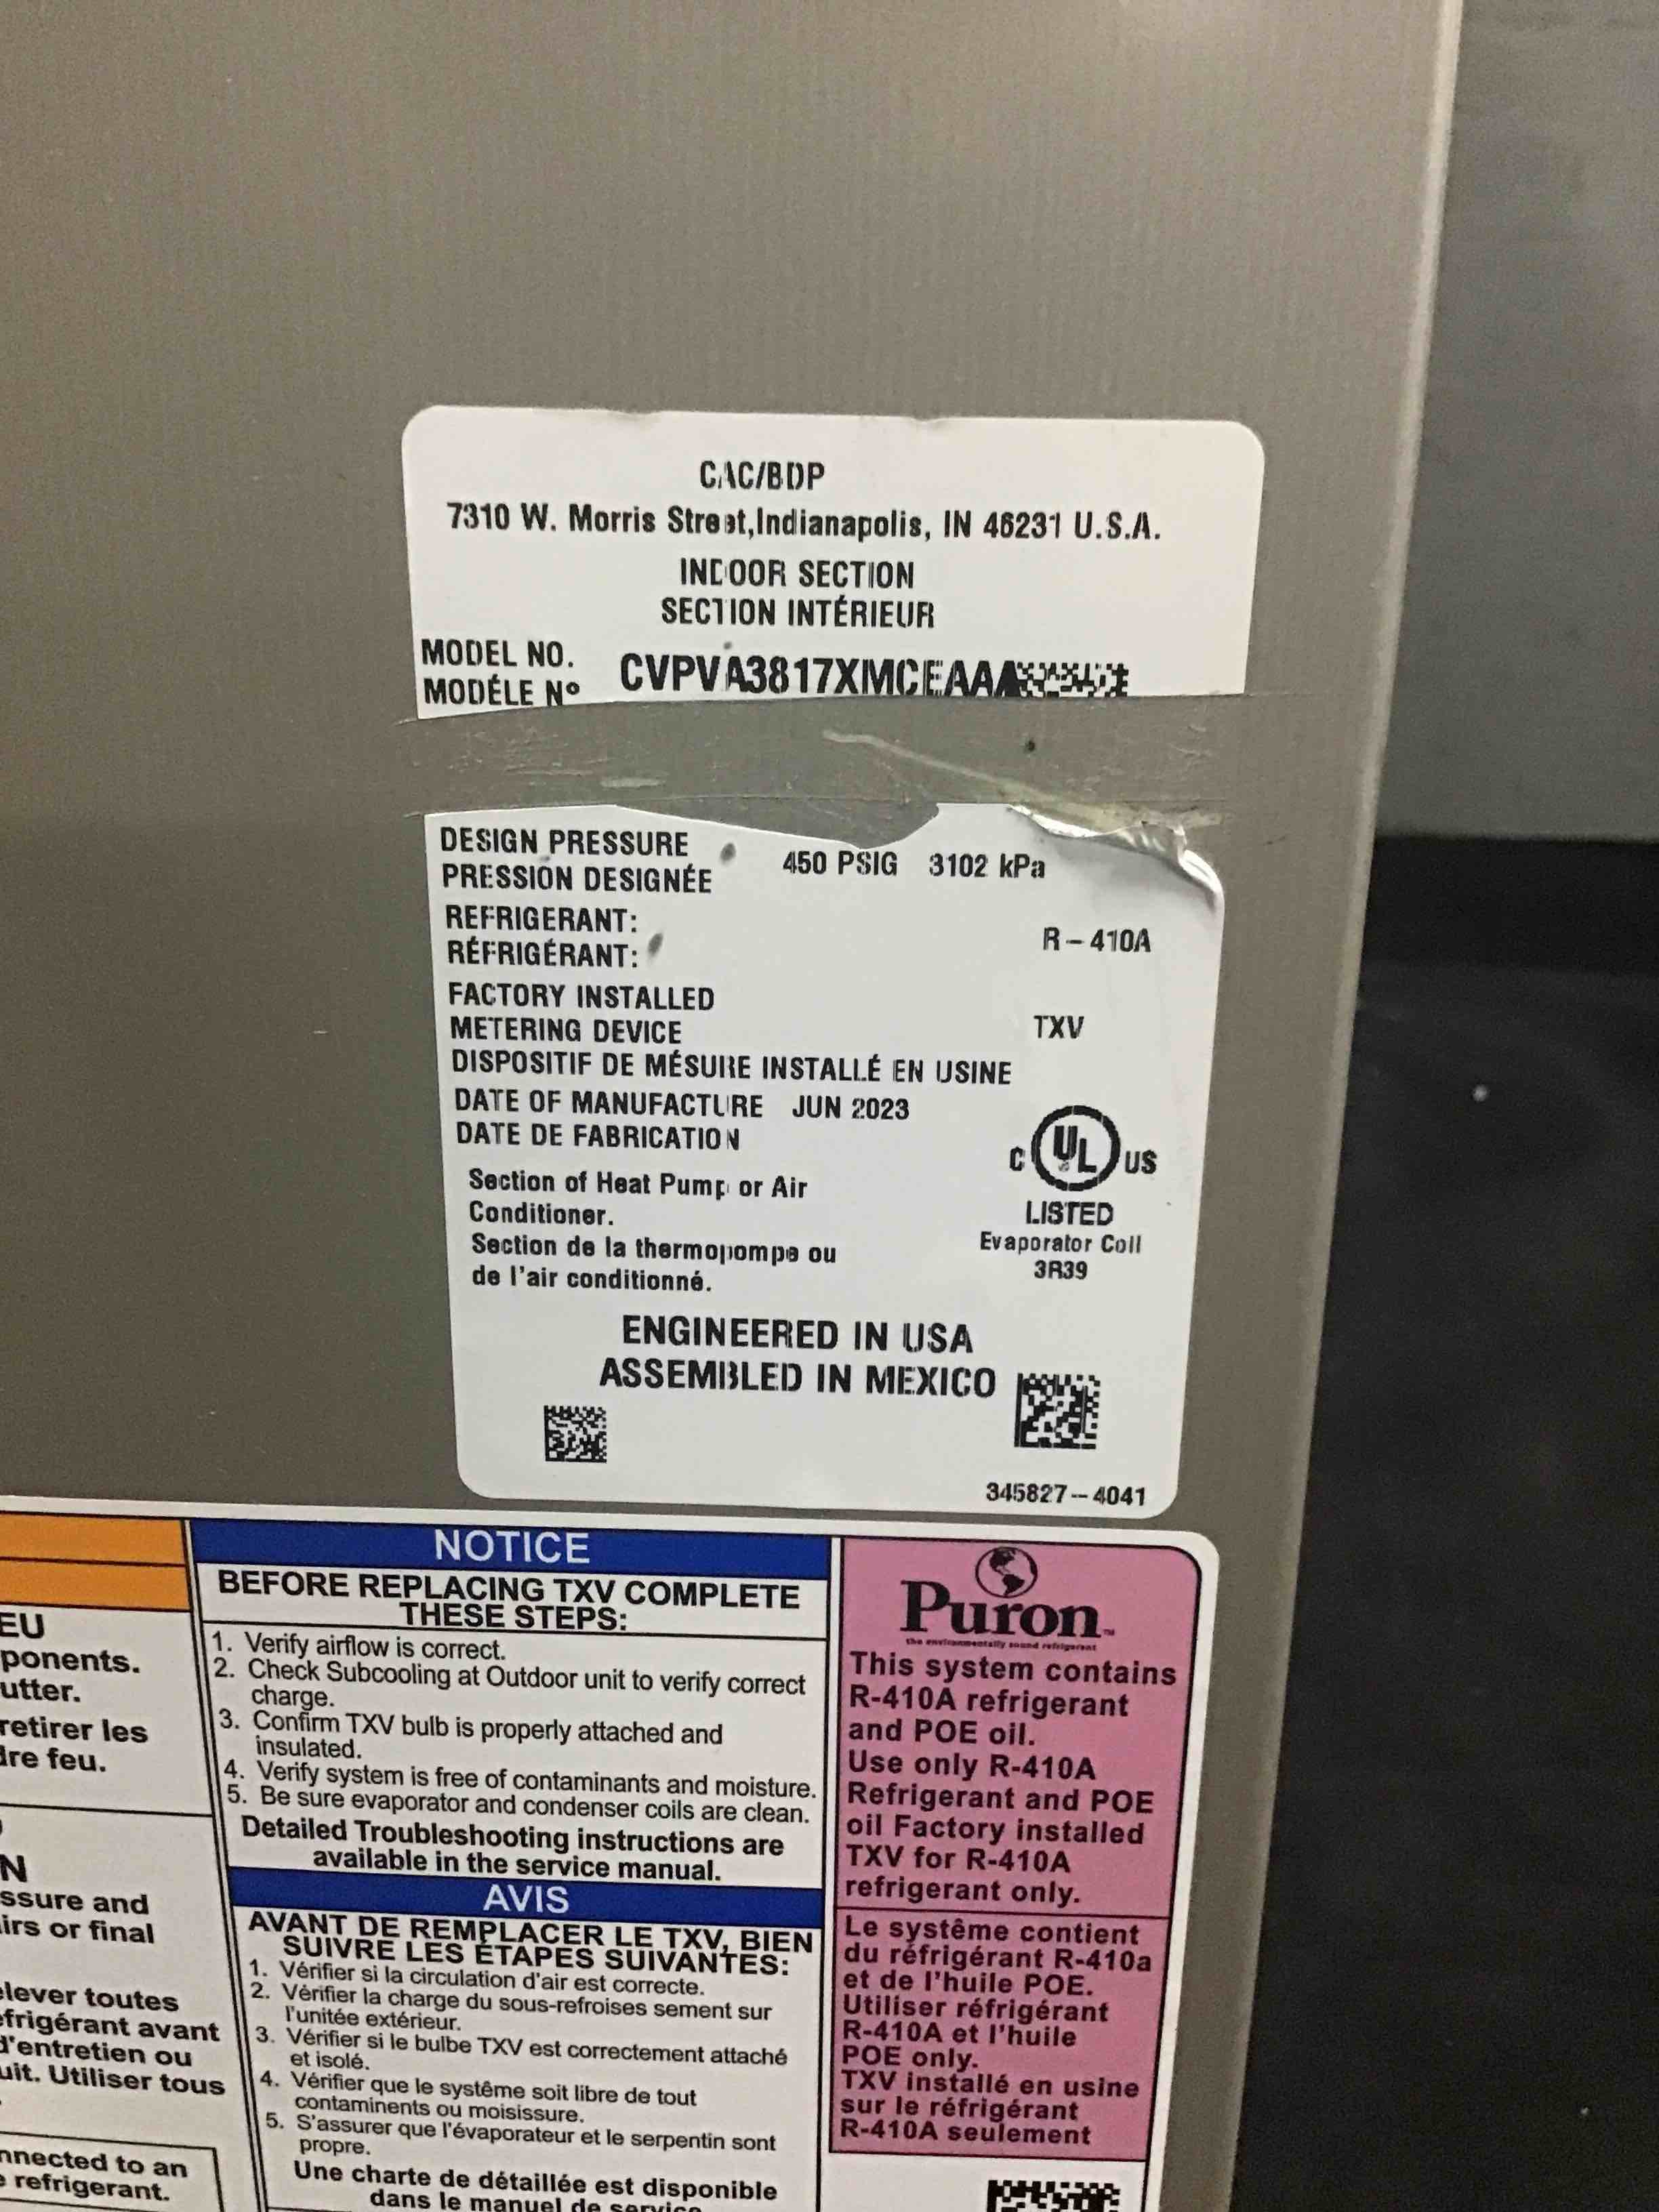 CAC/BDP
7310 W. Morris Street,Indianapolis, IN 46231 U.S.A.
INDOOR SECTION
SECTION INTÉRIEUR
MODEL NO.
MODÉLE Nº
CVPVA3817XMCEAAA
DESIGN PRESSURE
PRESSION DESIGNÉE
450 PSIG 3102 kPa
REFRIGERANT:
RÉFRIGÉRANT:
R-410A
FACTORY INSTALLED
METERING DEVICE
TXV
DISPOSITIF DE MÉSURE INSTALLÉ EN USINE
DATE OF MANUFACTURE JUN 2023
DATE DE FABRICATION
Section of Heat Pump or Air
Conditioner.
Section de la thermopompe ou
de l'air conditionné.
C UL US
LISTED
Evaporator Coil
3R39
ENGINEERED IN USA
ASSEMBLED IN MEXICO
345827-4041
EU
ponents.
utter.
retirer les
dre feu.
N
ssure and
airs or final
elever toutes
efrigérant avant
d'entretien ou
uit. Utiliser tous
nnected to an
e refrigerant.
NOTICE
BEFORE REPLACING TXV COMPLETE
THESE STEPS:
1. Verify airflow is correct.
2. Check Subcooling at Outdoor unit to verify correct
charge.
3. Confirm TXV bulb is properly attached and
insulated.
4. Verify system is free of contaminants and moisture.
5. Be sure evaporator and condenser coils are clean.
Detailed Troubleshooting instructions are
available in the service manual.
AVIS
AVANT DE REMPLACER LE TXV, BIEN
SUIVRE LES ÉTAPES SUIVANTES:
1. Vérifier si la circulation d'air est correcte.
2. Vérifier la charge du sous-refroises sement sur
l'unitée extérieur.
3. Vérifier si le bulbe TXV est correctement attaché
et isolé.
4. Vérifier que le système soit libre de tout
contaminents ou moisissure.
5. S'assurer que l'évaporateur et le serpentin sont
propre.
Une charte de détaillée est disponible
dans le manuel de service
Puron™
the environmentally sound refrigerant
This system contains
R-410A refrigerant
and POE oil.
Use only R-410A
Refrigerant and POE
oil Factory installed
TXV for R-410A
refrigerant only.
Le système contient
du réfrigérant R-410a
et de l'huile POE.
Utiliser réfrigérant
R-410A et l'huile
POE only.
TXV installé en usine
sur le réfrigérant
R-410A seulement